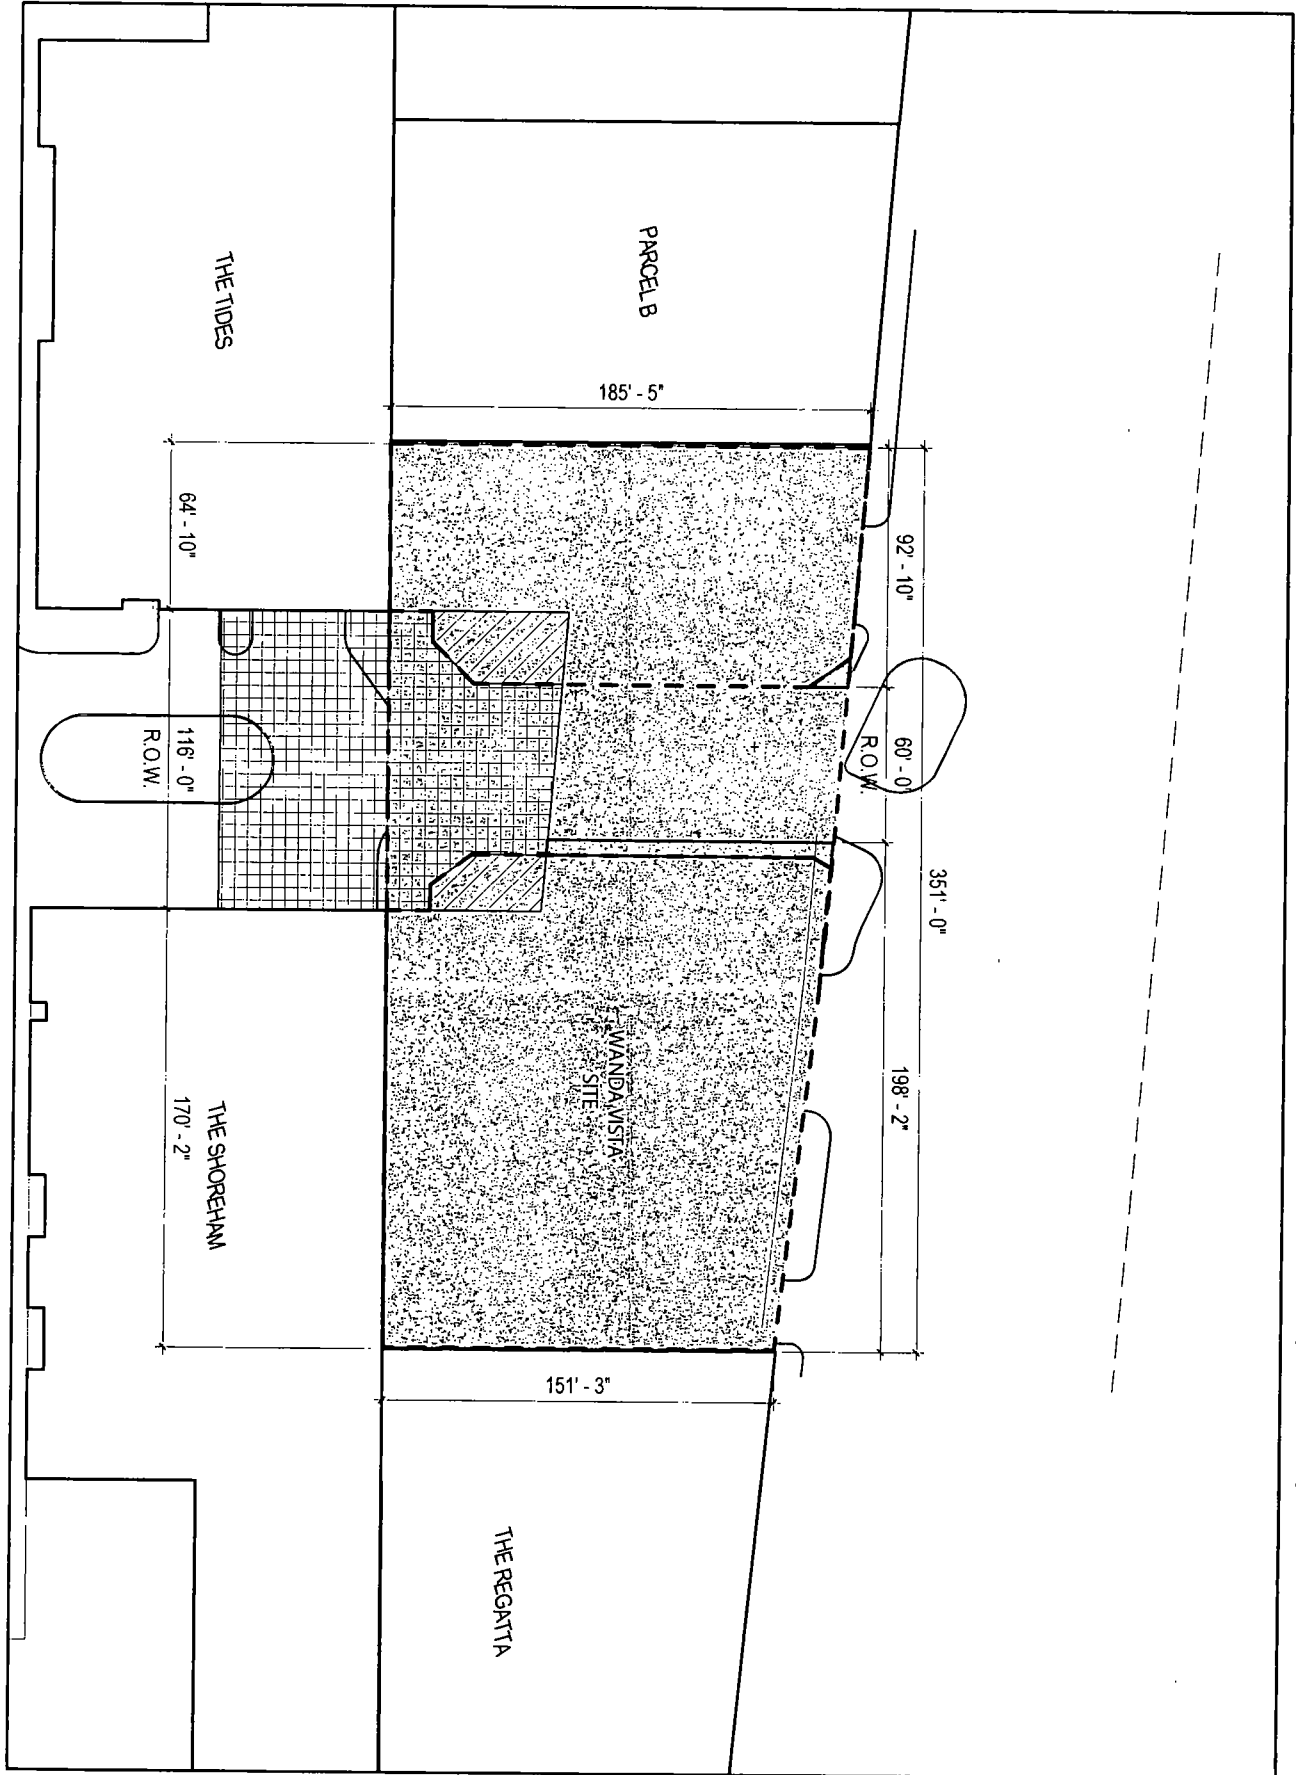 PARCEL B
THE TIDES
185' - 5"
64' - 10"
92' - 10"
60' - 0"
R.O.W.
116' - 0"
R.O.W.
351' - 0"
198' - 2"
WANDA VISTA
SITE
THE SHOREHAM
170' - 2"
151' - 3"
THE REGATTA